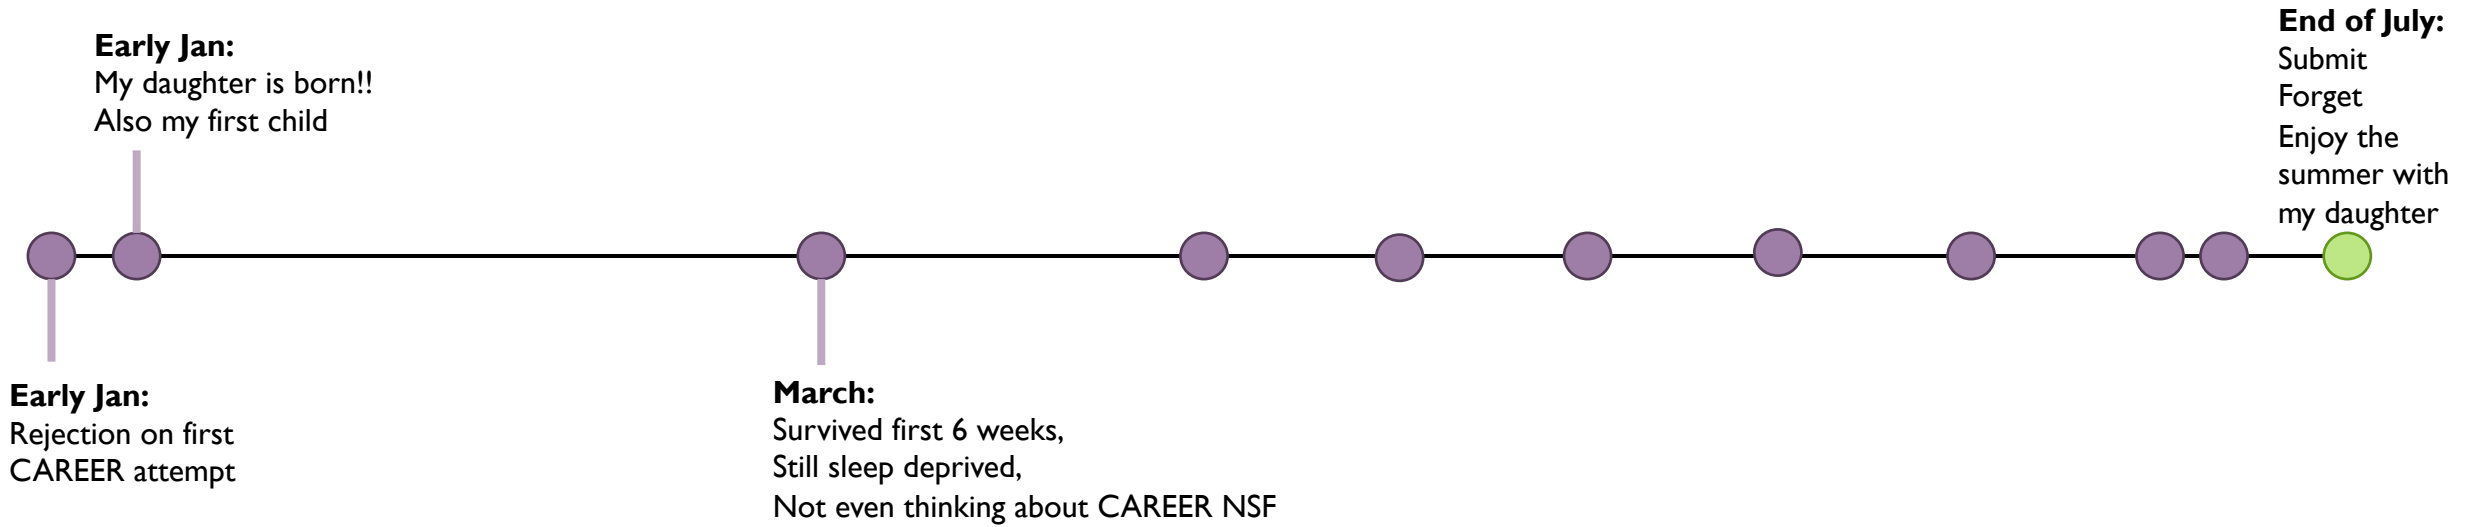 Early Jan:
My daughter is born!!
Also my first child
Early Jan:
Rejection on first
CAREER attempt
March:
Survived first 6 weeks,
Still sleep deprived,
Not even thinking about CAREER NSF
End of July:
Submit
Forget
Enjoy the
summer with
my daughter